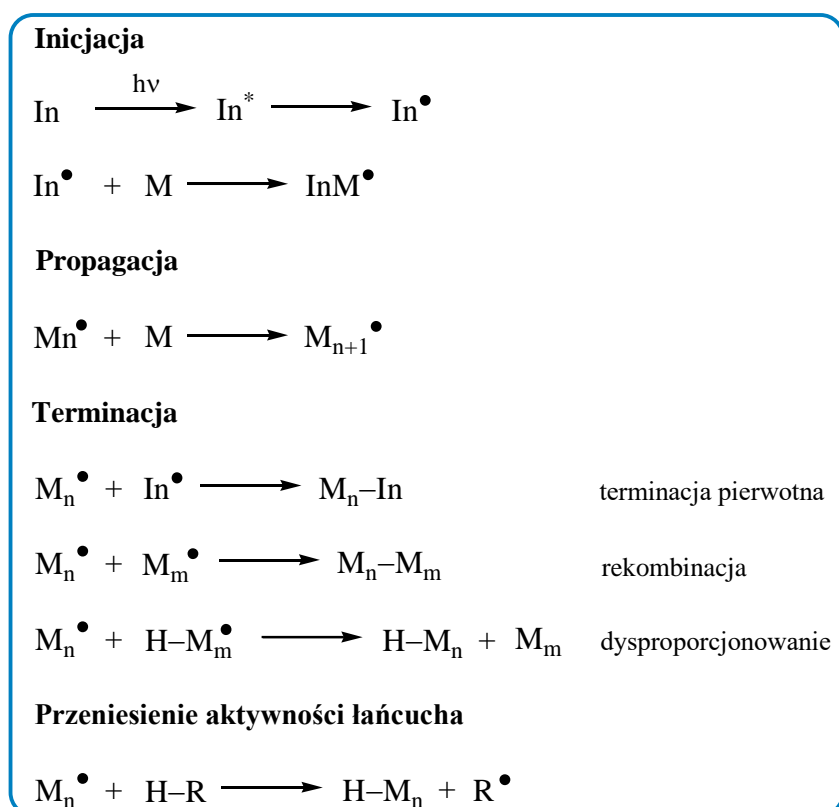 Inicjacja
In hν → In* → In•
In• + M → InM•
Propagacja
Mn• + M → Mₙ₊₁•
Terminacja
Mₙ• + In• → Mₙ–In terminacja pierwotna
Mₙ• + Mₘ• → Mₙ–Mₘ rekombinacja
Mₙ• + H–Mₘ• → H–Mₙ + Mₘ dysproporcjonowanie
Przeniesienie aktywności łańcucha
Mₙ• + H–R → H–Mₙ + R•